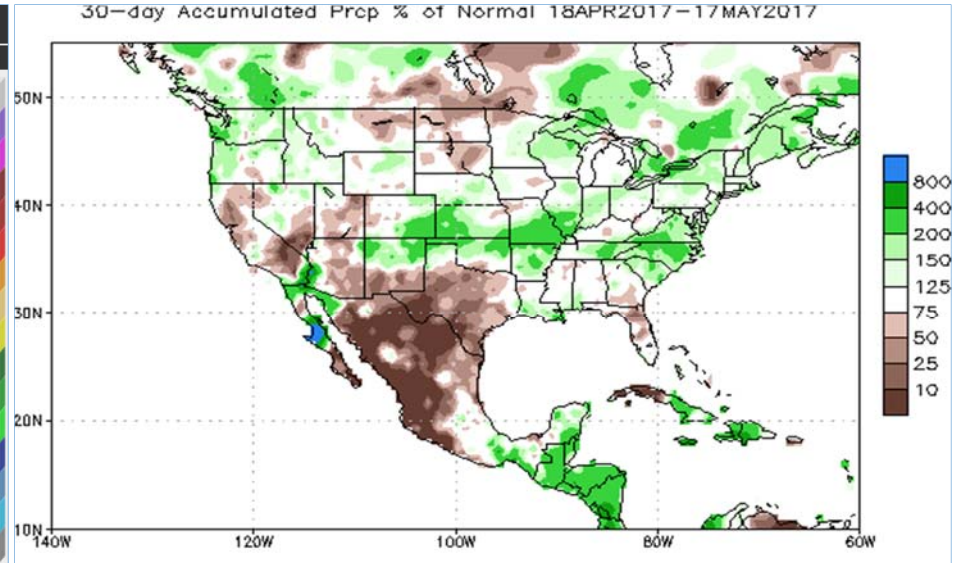 30-day Accumulated Prcp % of Normal 18APR2017-17MAY2017
50N
40N
30N
20N
10N
140W
120W
100W
80W
60W
800
400
200
150
125
75
50
25
10